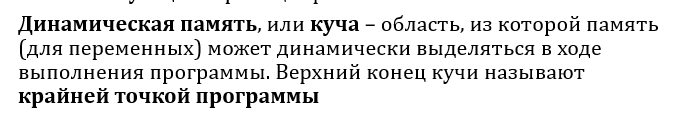 Динамическая память, или куча – область, из которой память
(для переменных) может динамически выделяться в ходе
выполнения программы. Верхний конец кучи называют
крайней точкой программы